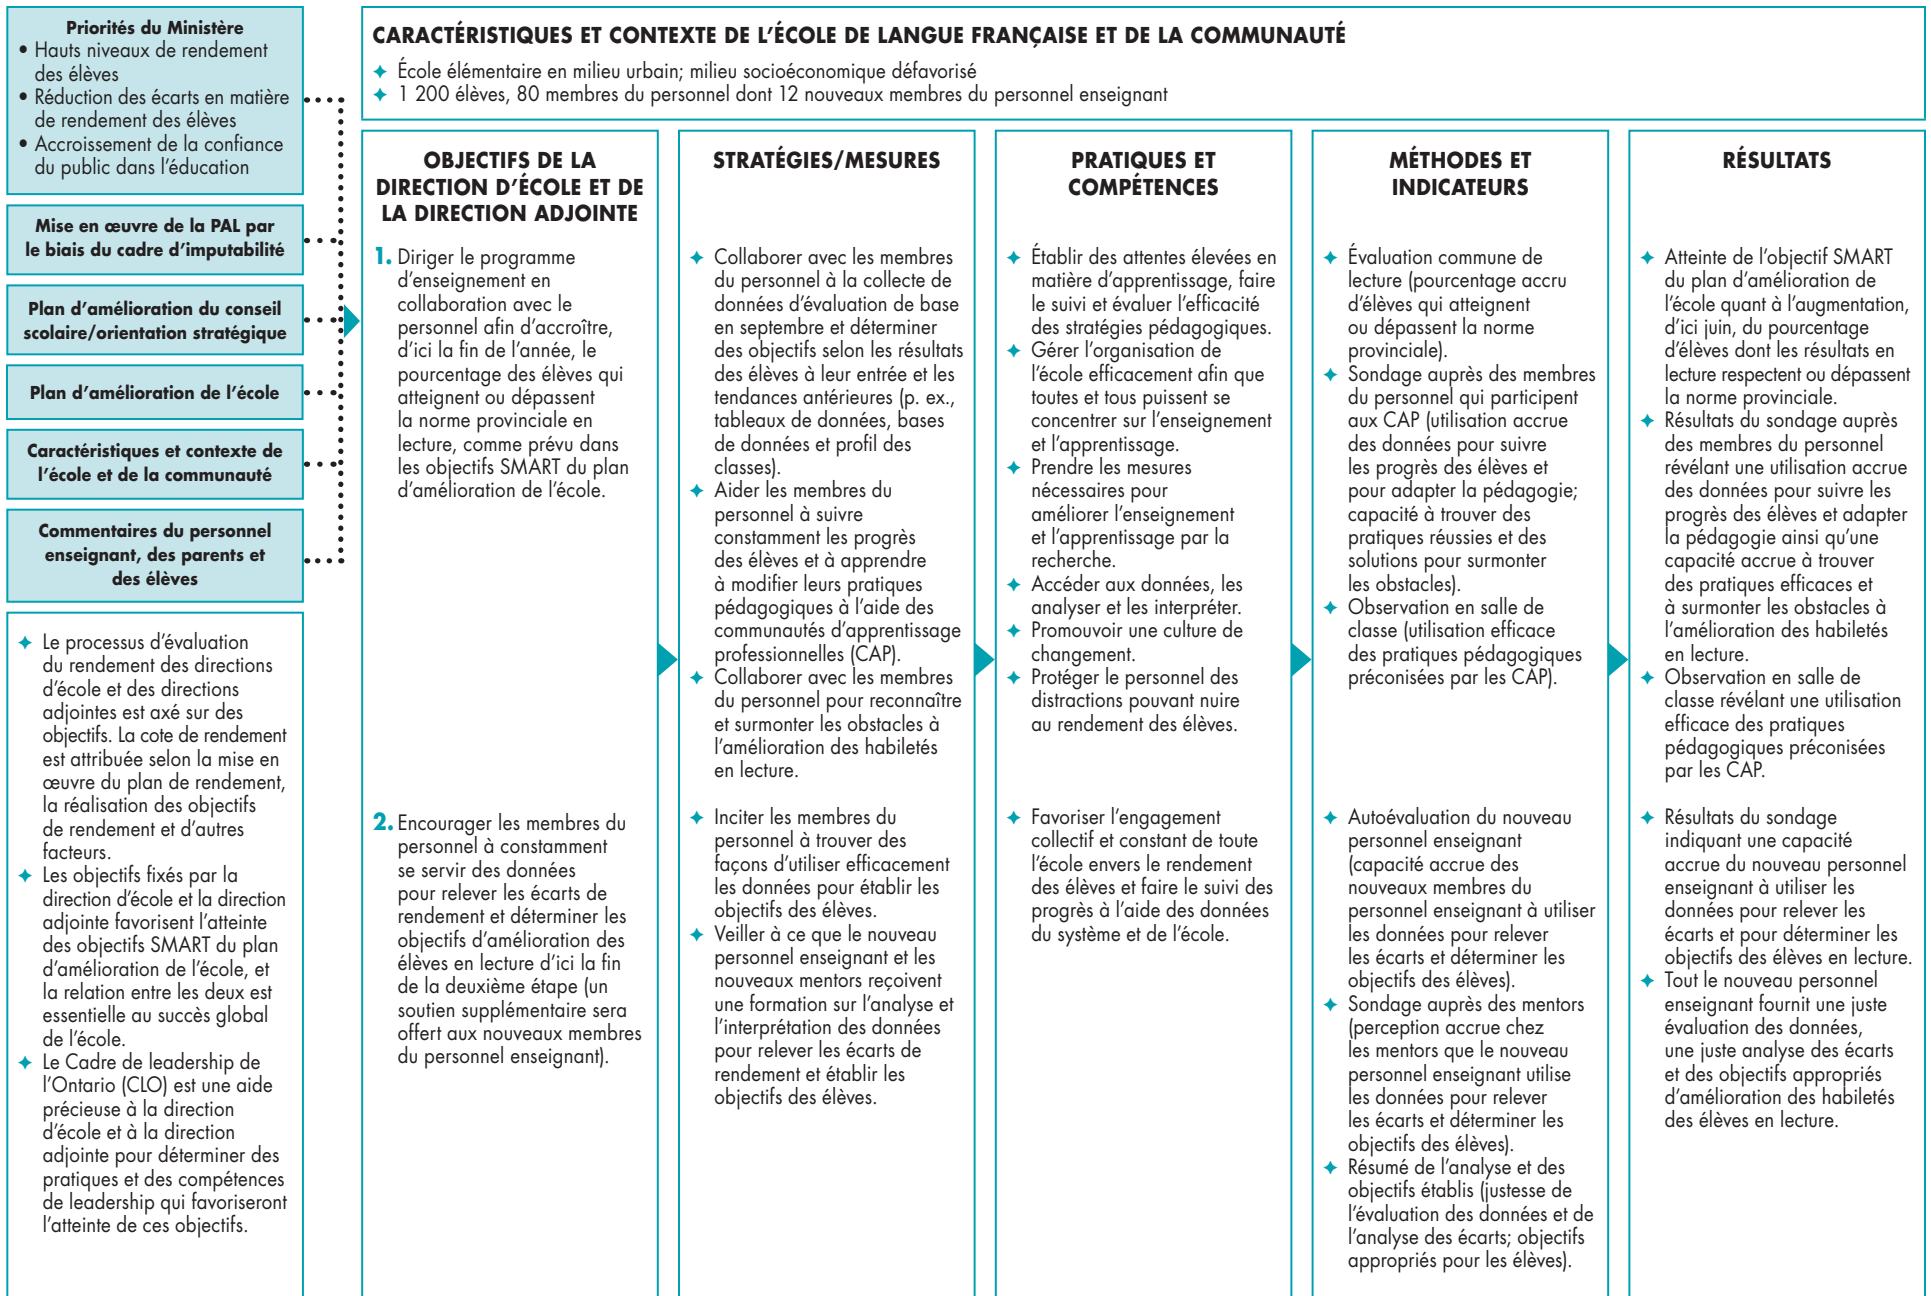 Priorités du Ministère
• Hauts niveaux de rendement
des élèves
• Réduction des écarts en matière
de rendement des élèves
• Accroissement de la confiance
du public dans l’éducation
Mise en œuvre de la PAL par
le biais du cadre d’imputabilité
Plan d’amélioration du conseil
scolaire/orientation stratégique
Plan d’amélioration de l’école
Caractéristiques et contexte de
l’école et de la communauté
Commentaires du personnel
enseignant, des parents et
des élèves
✦ Le processus d’évaluation
du rendement des directions
d’école et des directions
adjointes est axé sur des
objectifs. La cote de rendement
est attribuée selon la mise en
œuvre du plan de rendement,
la réalisation des objectifs
de rendement et d’autres
facteurs.
✦ Les objectifs fixés par la
direction d’école et la direction
adjointe favorisent l’atteinte
des objectifs SMART du plan
d’amélioration de l’école, et
la relation entre les deux est
essentielle au succès global
de l’école.
✦ Le Cadre de leadership de
l’Ontario (CLO) est une aide
précieuse à la direction
d’école et à la direction
adjointe pour déterminer des
pratiques et des compétences
de leadership qui favoriseront
l’atteinte de ces objectifs.
CARACTÉRISTIQUES ET CONTEXTE DE L’ÉCOLE DE LANGUE FRANÇAISE ET DE LA COMMUNAUTÉ
✦ École élémentaire en milieu urbain; milieu socioéconomique défavorisé
✦ 1 200 élèves, 80 membres du personnel dont 12 nouveaux membres du personnel enseignant
OBJECTIFS DE LA
DIRECTION D’ÉCOLE ET DE
LA DIRECTION ADJOINTE
1. Diriger le programme
d’enseignement en
collaboration avec le
personnel afin d’accroître,
d’ici la fin de l’année, le
pourcentage des élèves qui
atteignent ou dépassent
la norme provinciale en
lecture, comme prévu dans
les objectifs SMART du plan
d’amélioration de l’école.
2. Encourager les membres du
personnel à constamment
se servir des données
pour relever les écarts de
rendement et déterminer les
objectifs d’amélioration des
élèves en lecture d’ici la fin
de la deuxième étape (un
soutien supplémentaire sera
offert aux nouveaux membres
du personnel enseignant).
STRATÉGIES/MESURES
✦ Collaborer avec les membres
du personnel à la collecte de
données d’évaluation de base
en septembre et déterminer
des objectifs selon les résultats
des élèves à leur entrée et les
tendances antérieures (p. ex.,
tableaux de données, bases
de données et profil des
classes).
✦ Aider les membres du
personnel à suivre
constamment les progrès
des élèves et à apprendre
à modifier leurs pratiques
pédagogiques à l’aide des
communautés d’apprentissage
professionnelles (CAP).
✦ Collaborer avec les membres
du personnel pour reconnaître
et surmonter les obstacles à
l’amélioration des habiletés
en lecture.
✦ Inciter les membres du
personnel à trouver des
façons d’utiliser efficacement
les données pour établir les
objectifs des élèves.
✦ Veiller à ce que le nouveau
personnel enseignant et les
nouveaux mentors reçoivent
une formation sur l’analyse et
l’interprétation des données
pour relever les écarts de
rendement et établir les
objectifs des élèves.
PRATIQUES ET
COMPÉTENCES
✦ Établir des attentes élevées en
matière d’apprentissage, faire
le suivi et évaluer l’efficacité
des stratégies pédagogiques.
✦ Gérer l’organisation de
l’école efficacement afin que
toutes et tous puissent se
concentrer sur l’enseignement
et l’apprentissage.
✦ Prendre les mesures
nécessaires pour
améliorer l’enseignement
et l’apprentissage par la
recherche.
✦ Accéder aux données, les
analyser et les interpréter.
✦ Promouvoir une culture de
changement.
✦ Protéger le personnel des
distractions pouvant nuire
au rendement des élèves.
✦ Favoriser l’engagement
collectif et constant de toute
l’école envers le rendement
des élèves et faire le suivi des
progrès à l’aide des données
du système et de l’école.
MÉTHODES ET
INDICATEURS
✦ Évaluation commune de
lecture (pourcentage accru
d’élèves qui atteignent
ou dépassent la norme
provinciale).
✦ Sondage auprès des membres
du personnel qui participent
aux CAP (utilisation accrue
des données pour suivre
les progrès des élèves et
pour adapter la pédagogie;
capacité à trouver des
pratiques réussies et des
solutions pour surmonter
les obstacles).
✦ Observation en salle de
classe (utilisation efficace
des pratiques pédagogiques
préconisées par les CAP).
✦ Autoévaluation du nouveau
personnel enseignant
(capacité accrue des
nouveaux membres du
personnel enseignant à utiliser
les données pour relever
les écarts et déterminer les
objectifs des élèves).
✦ Sondage auprès des mentors
(perception accrue chez
les mentors que le nouveau
personnel enseignant utilise
les données pour relever
les écarts et déterminer les
objectifs des élèves).
✦ Résumé de l’analyse et des
objectifs établis (justesse de
l’évaluation des données et de
l’analyse des écarts; objectifs
appropriés pour les élèves).
RÉSULTATS
✦ Atteinte de l’objectif SMART
du plan d’amélioration de
l’école quant à l’augmentation,
d’ici juin, du pourcentage
d’élèves dont les résultats en
lecture respectent ou dépassent
la norme provinciale.
✦ Résultats du sondage auprès
des membres du personnel
révélant une utilisation accrue
des données pour suivre les
progrès des élèves et adapter
la pédagogie ainsi qu’une
capacité accrue à trouver
des pratiques efficaces et
à surmonter les obstacles à
l’amélioration des habiletés
en lecture.
✦ Observation en salle de
classe révélant une utilisation
efficace des pratiques
pédagogiques préconisées
par les CAP.
✦ Résultats du sondage
indiquant une capacité
accrue du nouveau personnel
enseignant à utiliser les
données pour relever les
écarts et pour déterminer les
objectifs des élèves en lecture.
✦ Tout le nouveau personnel
enseignant fournit une juste
évaluation des données,
une juste analyse des écarts
et des objectifs appropriés
d’amélioration des habiletés
des élèves en lecture.